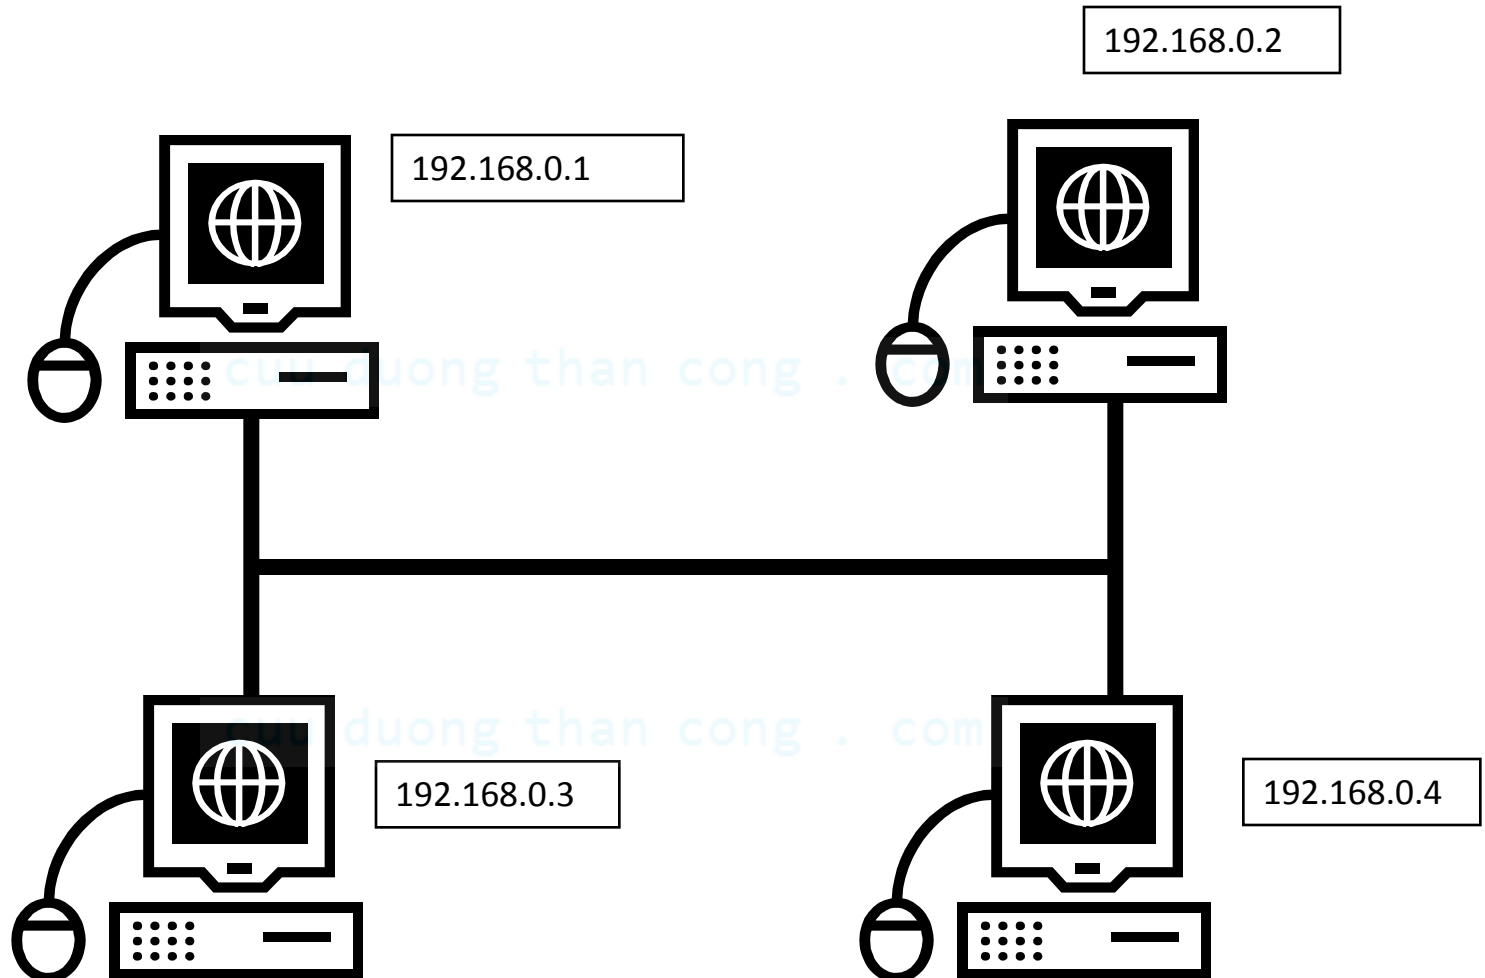 192.168.0.2
192.168.0.1
cuu duong than cong . com
cuu duong than cong . com
192.168.0.3
192.168.0.4